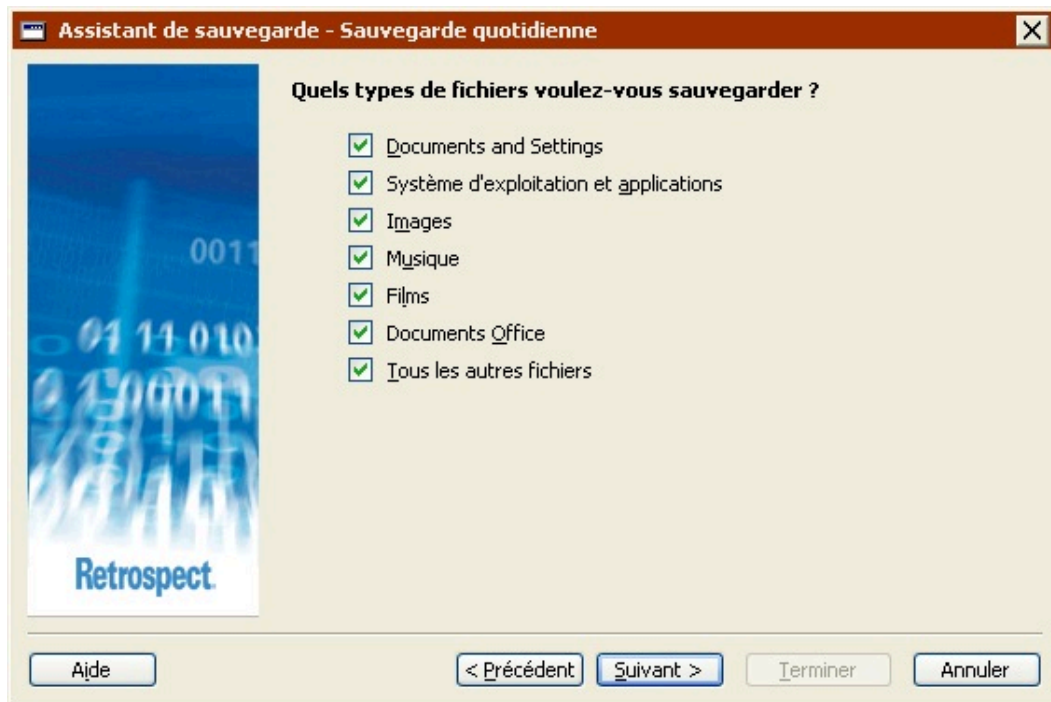 Assistant de sauvegarde - Sauvegarde quotidienne
Quels types de fichiers voulez-vous sauvegarder ?
Documents and Settings
Système d'exploitation et applications
Images
Musique
Films
Documents Office
Tous les autres fichiers
0011
01 11 010
Retrospect.
Aide
< Précédent
Suivant >
Terminer
Annuler